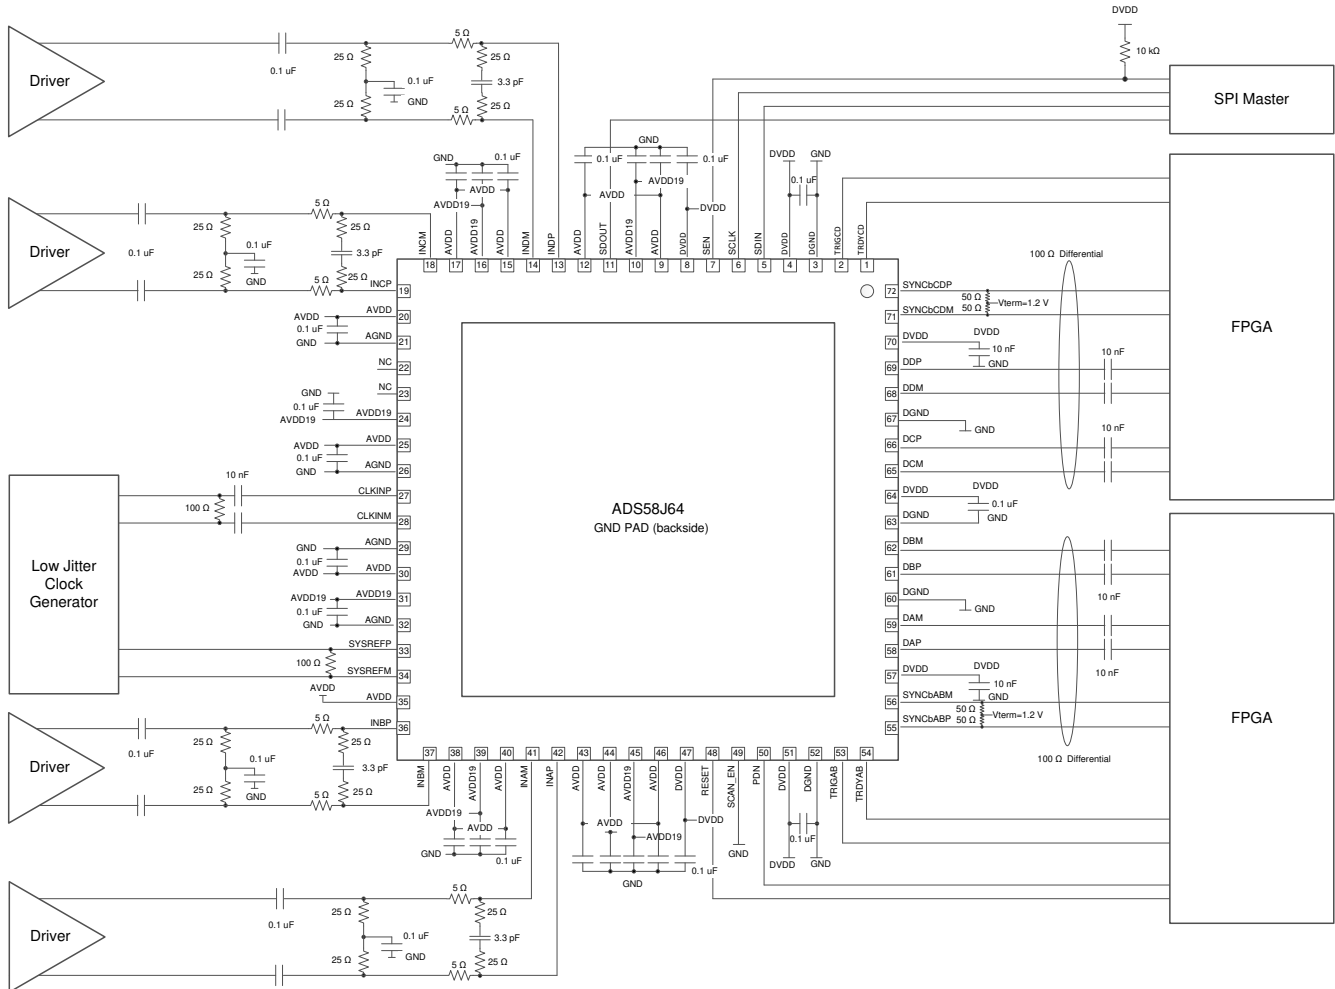 DVDD
10 kΩ
SPI Master
Driver
0.1 uF
25 Ω
25 Ω
0.1 uF
GND
5 Ω
5 Ω
25 Ω
3.3 pF
25 Ω
Driver
0.1 uF
25 Ω
25 Ω
0.1 uF
GND
5 Ω
5 Ω
25 Ω
3.3 pF
25 Ω
GND
0.1 uF
AVDD
AVDD19
GND
0.1 uF
0.1 uF
AVDD19
AVDD
DVDD
DVDD
GND
0.1 uF
INCM
AVDD
AVDD19
AVDD
INDM
INDP
AVDD
SDOUT
AVDD19
AVDD
DVDD
SEN
SCLK
SDIN
DVDD
DGND
TRIGCD
TRDYCD
18
17
16
15
14
13
12
11
10
9
8
7
6
5
4
3
2
1
INCP
19
AVDD
AVDD
20
0.1 uF
GND
AGND
21
NC
22
NC
23
GND
0.1 uF
AVDD19
AVDD19
24
AVDD
AVDD
25
0.1 uF
GND
AGND
26
10 nF
100 Ω
CLKINP
27
CLKINM
28
GND
AGND
29
0.1 uF
AVDD
AVDD
30
AVDD19
AVDD19
31
0.1 uF
GND
AGND
32
SYSREFP
33
100 Ω
SYSREFM
34
AVDD
AVDD
35
INBP
36
Low Jitter
Clock
Generator
ADS58J64
GND PAD (backside)
100 Ω Differential
72
SYNCbCDP
50 Ω
50 Ω
Vterm=1.2 V
71
SYNCbCDM
70
DVDD
DVDD
10 nF
GND
69
DDP
10 nF
68
DDM
67
DGND
GND
66
DCP
10 nF
65
DCM
64
DVDD
DVDD
0.1 uF
63
DGND
GND
62
DBM
61
DBP
10 nF
60
DGND
GND
59
DAM
58
DAP
10 nF
57
DVDD
DVDD
10 nF
GND
56
SYNCbABM
50 Ω
50 Ω
Vterm=1.2 V
55
SYNCbABP
100 Ω Differential
FPGA
FPGA
Driver
0.1 uF
25 Ω
25 Ω
0.1 uF
GND
5 Ω
5 Ω
25 Ω
3.3 pF
25 Ω
37
38
39
40
41
42
43
44
45
46
47
48
49
50
51
52
53
54
INBM
AVDD
AVDD19
AVDD
INAM
INAP
AVDD
AVDD
AVDD19
AVDD
DVDD
RESET
SCAN_EN
PDN
DVDD
DGND
TRIGAB
TRDYAB
AVDD19
AVDD
GND
0.1 uF
AVDD
AVDD19
DVDD
GND
0.1 uF
GND
0.1 uF
DVDD
GND
Driver
0.1 uF
25 Ω
25 Ω
0.1 uF
GND
5 Ω
5 Ω
25 Ω
3.3 pF
25 Ω